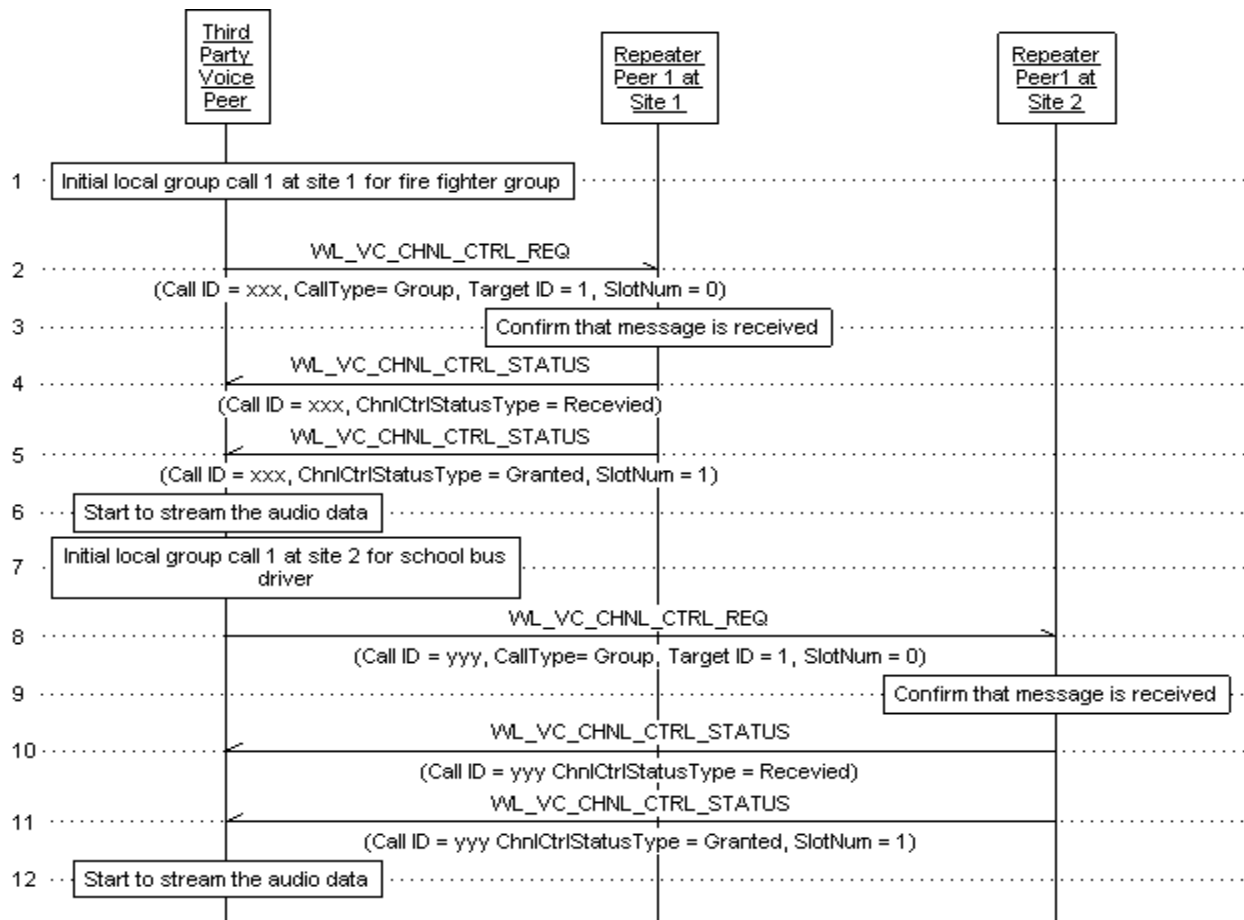 Third
Party
Voice
Peer
Repeater
Peer 1 at
Site 1
Repeater
Peer1 at
Site 2
1
Initial local group call 1 at site 1 for fire fighter group
WL_VC_CHNL_CTRL_REQ
2
(Call ID = xxx, CallType= Group, Target ID = 1, SlotNum = 0)
3
Confirm that message is received
WL_VC_CHNL_CTRL_STATUS
4
(Call ID = xxx, ChnlCtrlStatusType = Recevied)
WL_VC_CHNL_CTRL_STATUS
5
(Call ID = xxx, ChnlCtrlStatusType = Granted, SlotNum = 1)
6
Start to stream the audio data
7
Initial local group call 1 at site 2 for school bus
driver
WL_VC_CHNL_CTRL_REQ
8
(Call ID = yyy, CallType= Group, Target ID = 1, SlotNum = 0)
9
Confirm that message is received
WL_VC_CHNL_CTRL_STATUS
10
(Call ID = yyy ChnlCtrlStatusType = Recevied)
WL_VC_CHNL_CTRL_STATUS
11
(Call ID = yyy ChnlCtrlStatusType = Granted, SlotNum = 1)
12
Start to stream the audio data